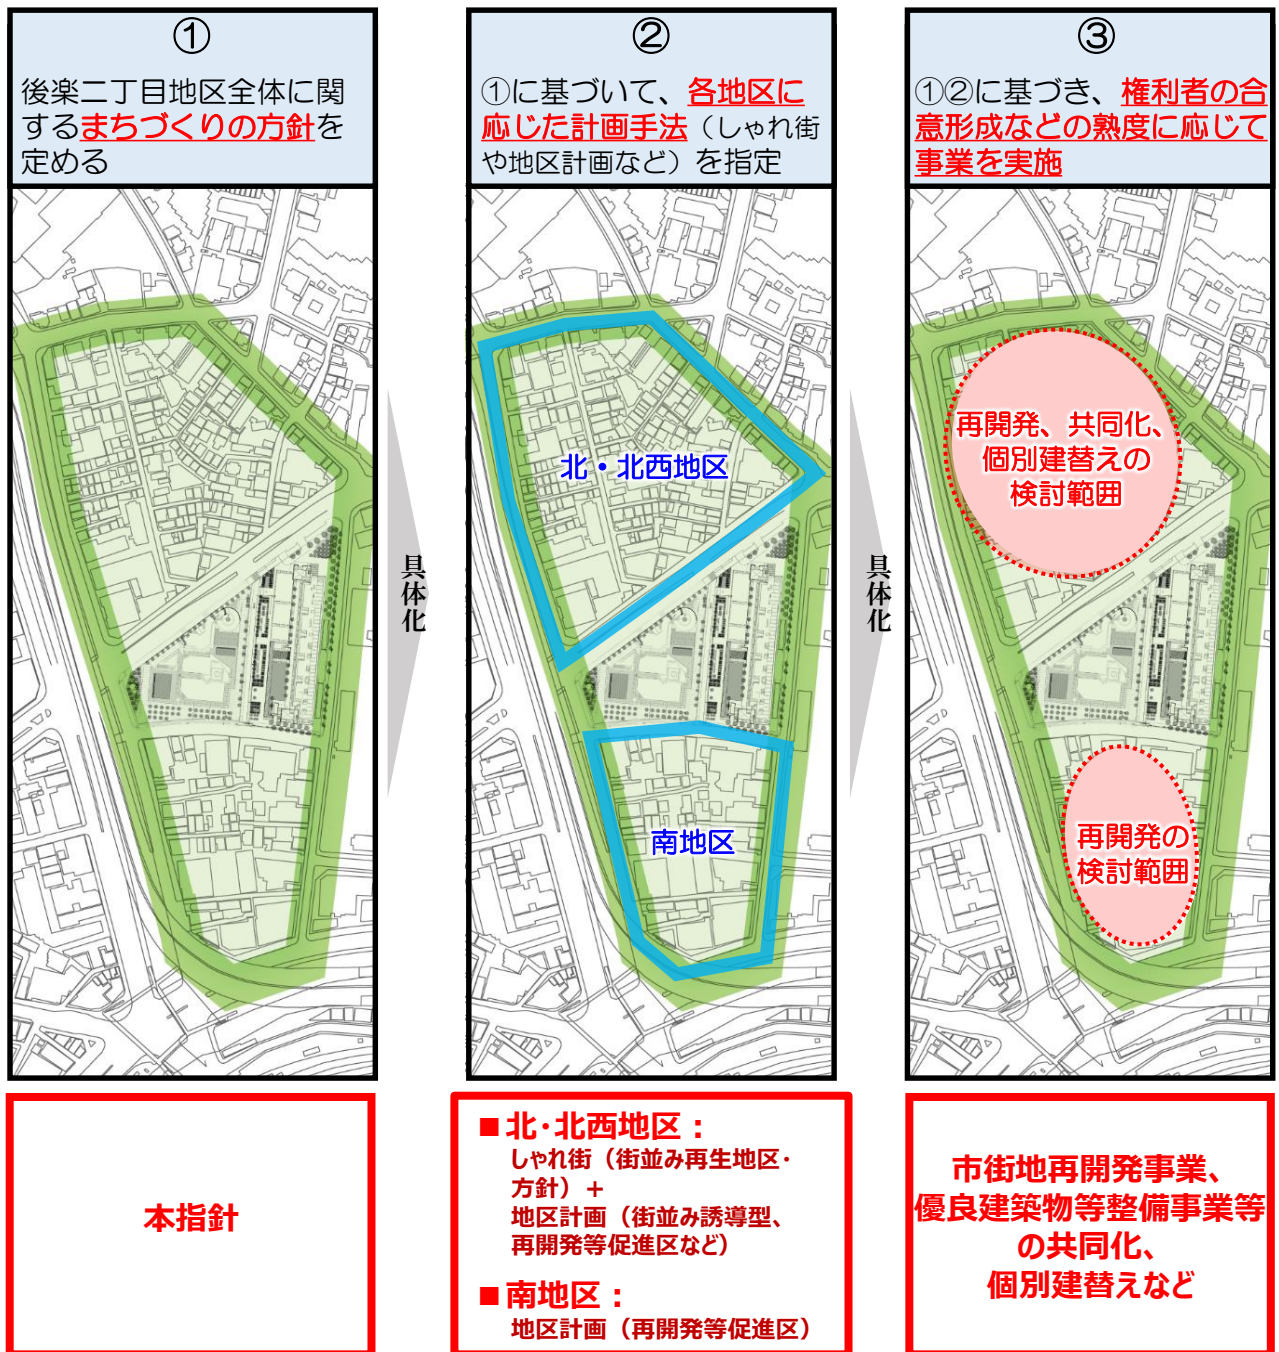 ①
後楽二丁目地区全体に関
するまちづくりの方針を
定める
②
①に基づいて、各地区に
応じた計画手法（しゃれ街
や地区計画など）を指定
③
①②に基づき、権利者の合
意形成などの熟度に応じて
事業を実施
具体化
北・北西地区
南地区
具体化
再開発、共同化、
個別建替えの
検討範囲
再開発の
検討範囲
本指針
■北・北西地区：
しゃれ街（街並み再生地区・
方針）＋
地区計画（街並み誘導型、
再開発等促進区など）
■南地区：
地区計画（再開発等促進区）
市街地再開発事業、
優良建築物等整備事業等
の共同化、
個別建替えなど